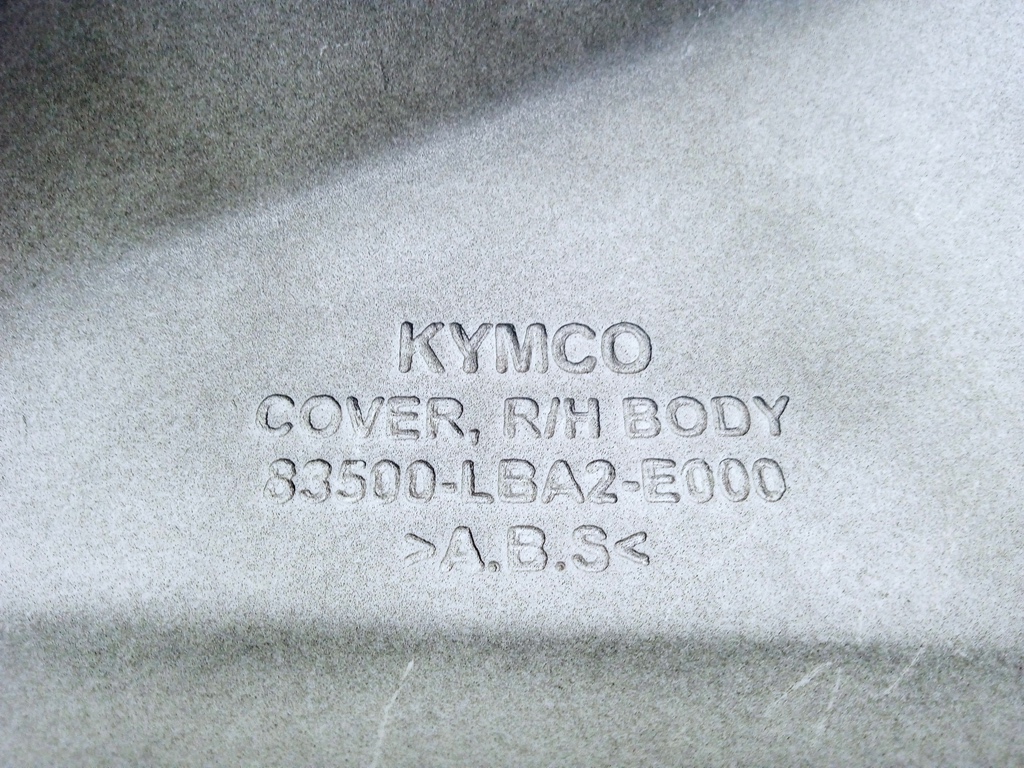 KYMCO
COVER, R/H BODY
83500-LBA2-E000
>A.B.S<